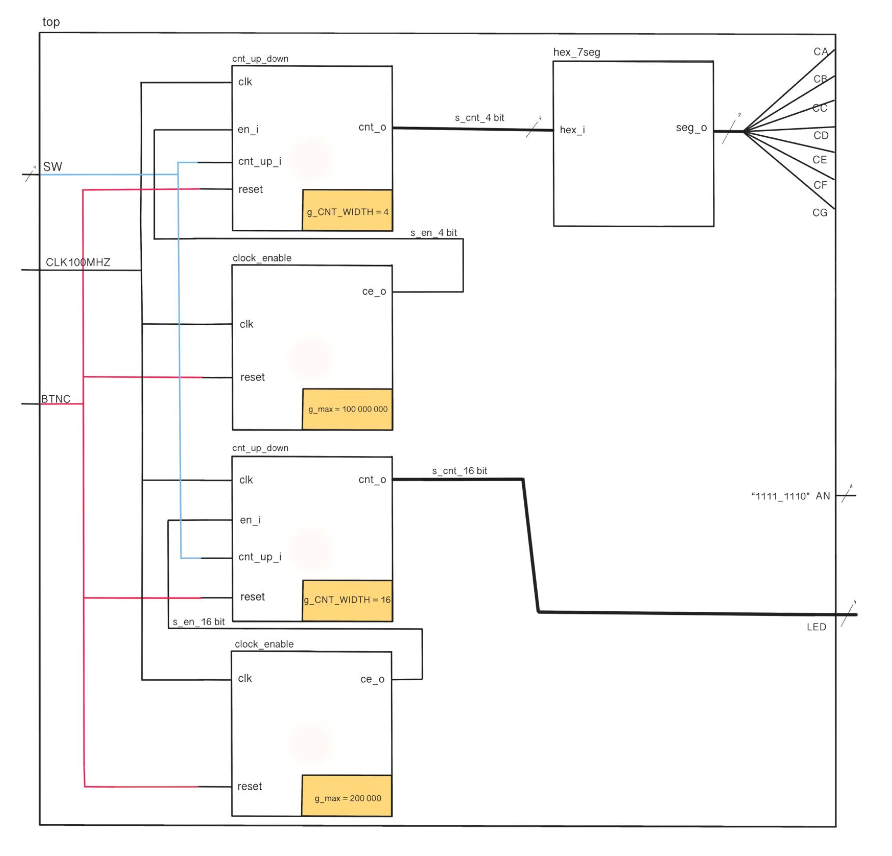 top
cnt_up_down
clk
en_i
cnt_up_i
reset
cnt_o
g_CNT_WIDTH = 4
s_cnt_4 bit
hex_7seg
hex_i
seg_o
CA
CB
CC
CD
CE
CF
CG
SW
s_en_4 bit
CLK100MHZ
clock_enable
ce_o
clk
reset
g_max = 100 000 000
BTNC
cnt_up_down
clk
en_i
cnt_up_i
reset
cnt_o
g_CNT_WIDTH = 16
s_cnt_16 bit
"1111_1110" AN
LED
s_en_16 bit
clock_enable
clk
ce_o
reset
g_max = 200 000